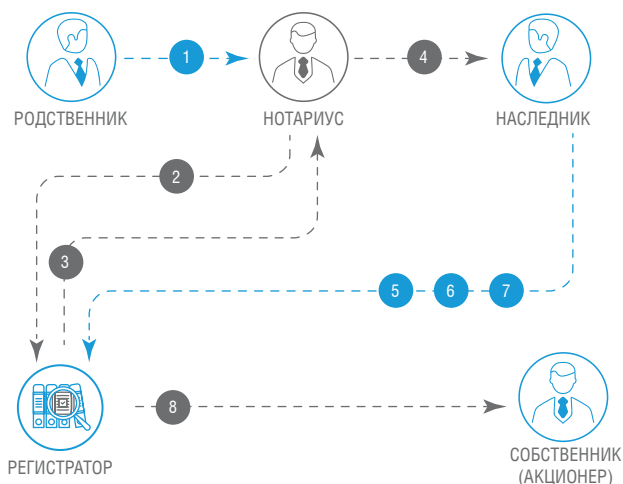 1
4
РОДСТВЕННИК
НОТАРИУС
НАСЛЕДНИК
2
3
5
6
7
8
РЕГИСТРАТОР
СОБСТВЕННИК
(АКЦИОНЕР)